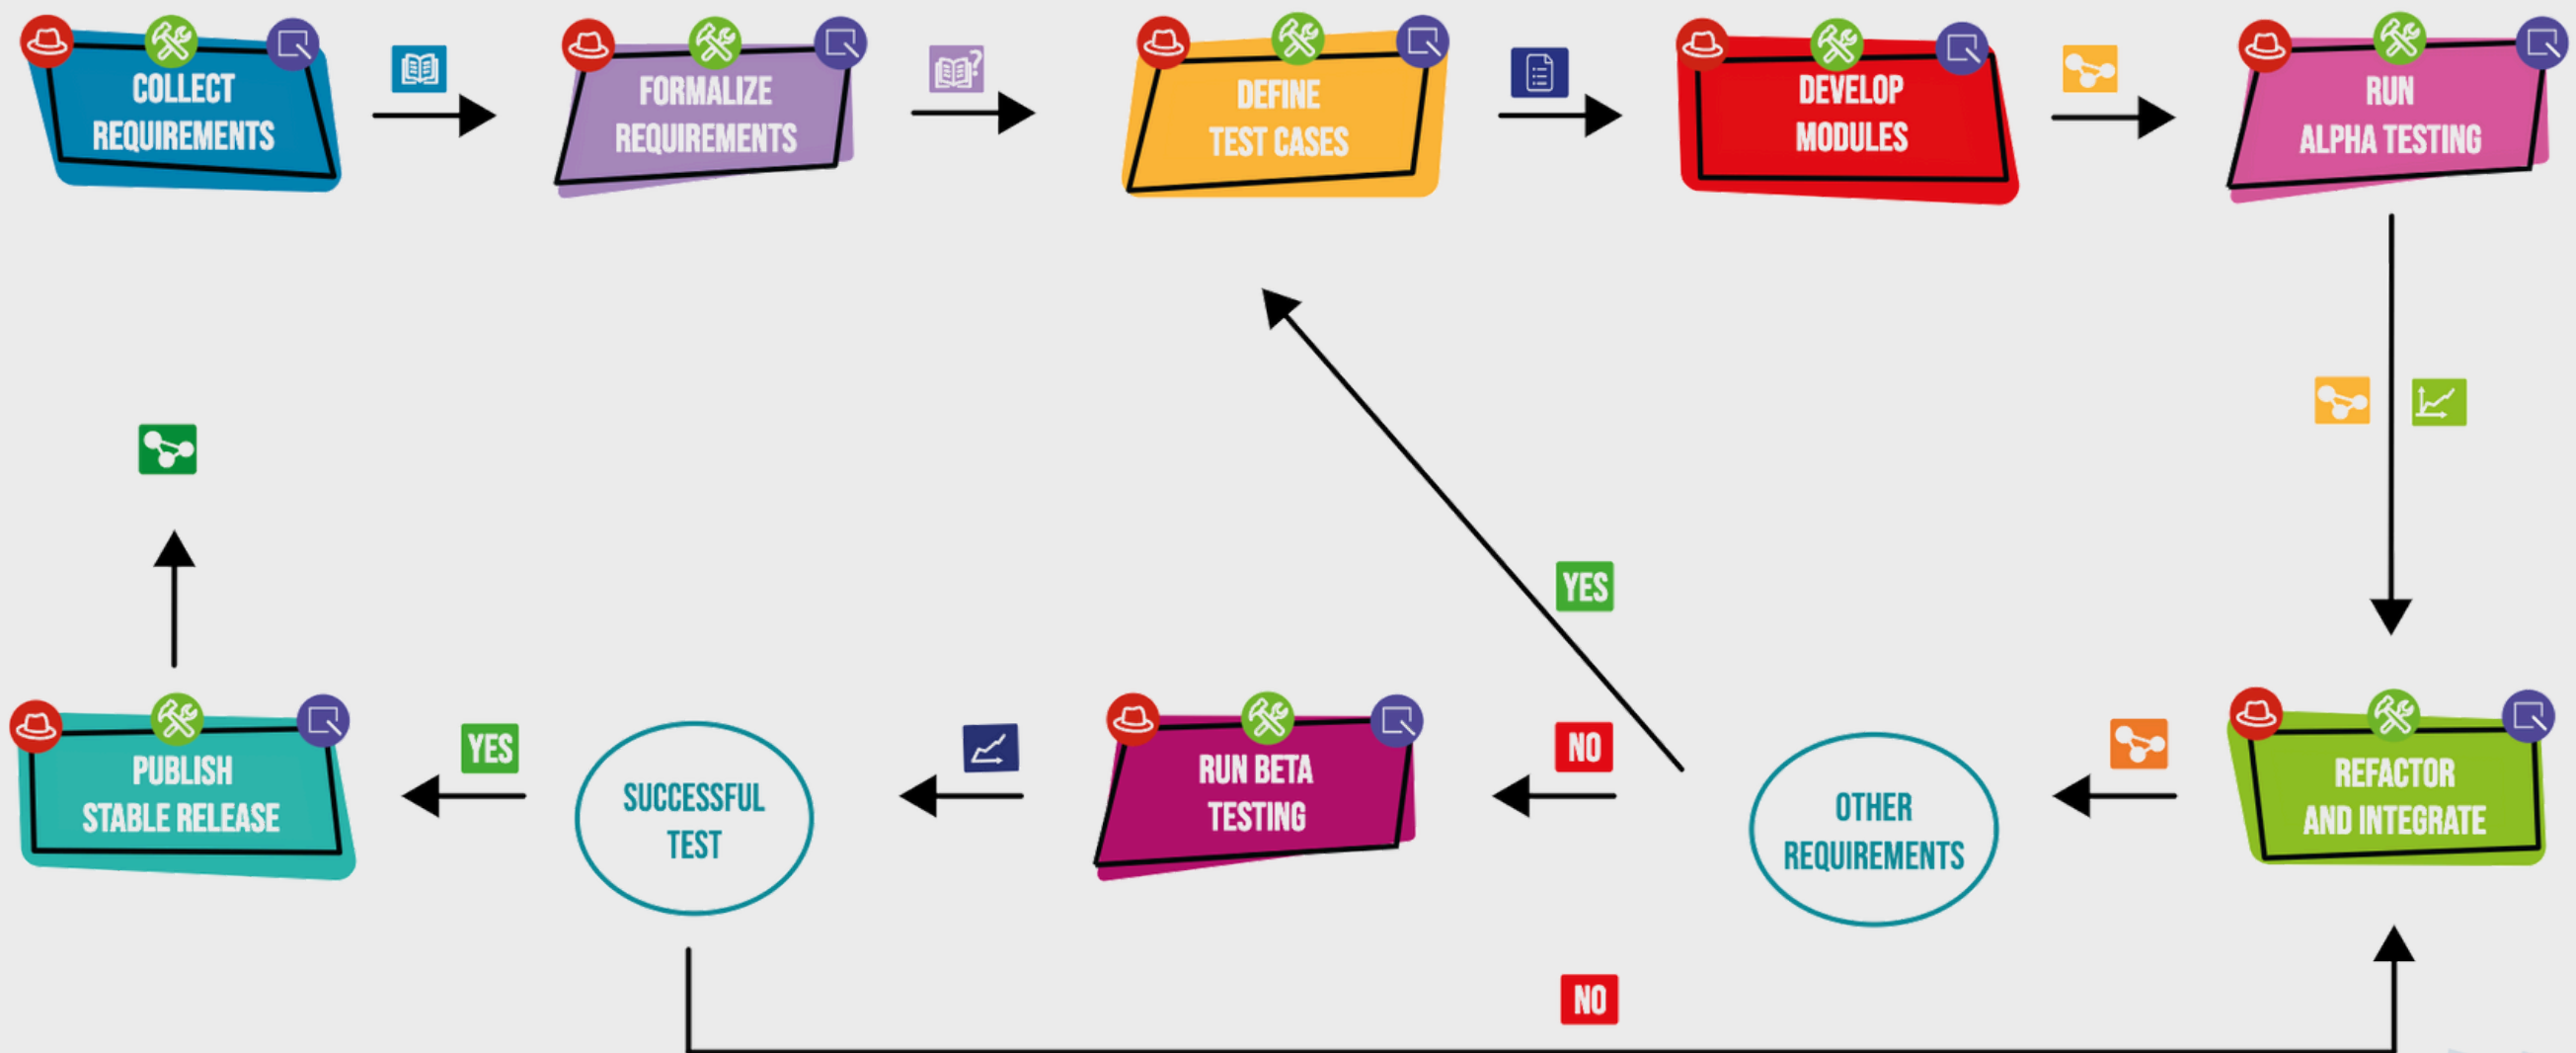 COLLECT
REQUIREMENTS
FORMALIZE
REQUIREMENTS
?
DEFINE
TEST CASES
DEVELOP
MODULES
RUN
ALPHA TESTING
YES
PUBLISH
STABLE RELEASE
YES
SUCCESSFUL
TEST
RUN BETA
TESTING
NO
OTHER
REQUIREMENTS
REFACTOR
AND INTEGRATE
NO